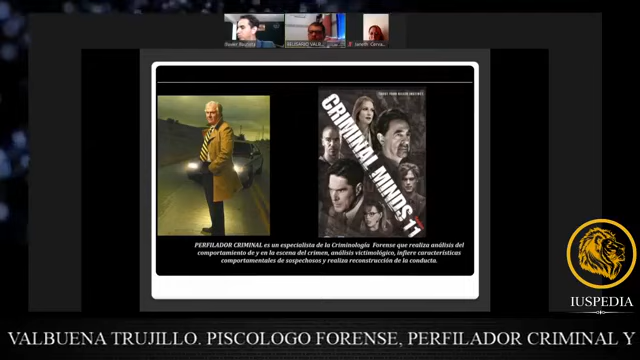 BELISARIO VALB...
CRIMINAL MINDS 11
PERFILADOR CRIMINAL es un especialista de la Criminología Forense que realiza análisis del
comportamiento de y en la escena del crimen, análisis victimológico, infiere características
comportamentales de sospechosos y realiza reconstrucción de la conducta.
IUSPEDIA
VALBUENA TRUJILLO. PISCOLOGO FORENSE, PERFILADOR CRIMINAL Y